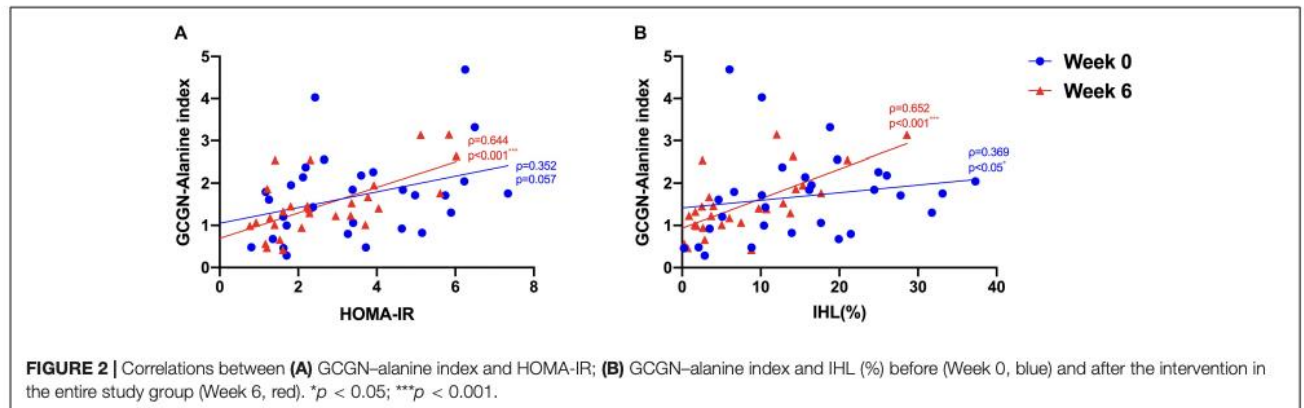 A
B
GCGN-Alanine index
5
4
3
2
1
0
0
2
4
6
8
HOMA-IR
ρ=0.644
p<0.001***
ρ=0.352
p=0.057
GCGN-Alanine index
5
4
3
2
1
0
0
10
20
30
40
IHL(%)
ρ=0.652
p<0.001***
ρ=0.369
p<0.05*
Week 0
Week 6
FIGURE 2 | Correlations between (A) GCGN–alanine index and HOMA-IR; (B) GCGN–alanine index and IHL (%) before (Week 0, blue) and after the intervention in
the entire study group (Week 6, red). *p < 0.05; ***p < 0.001.